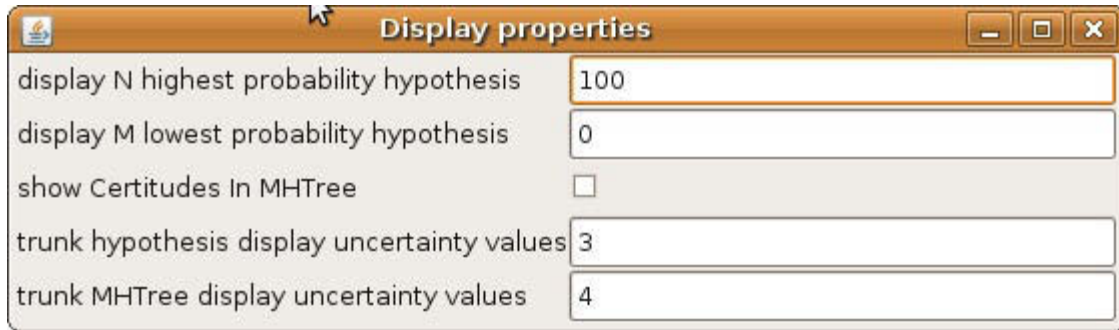 Display properties
display N highest probability hypothesis 100
display M lowest probability hypothesis 0
show Certitudes In MHTree
trunk hypothesis display uncertainty values 3
trunk MHTree display uncertainty values 4